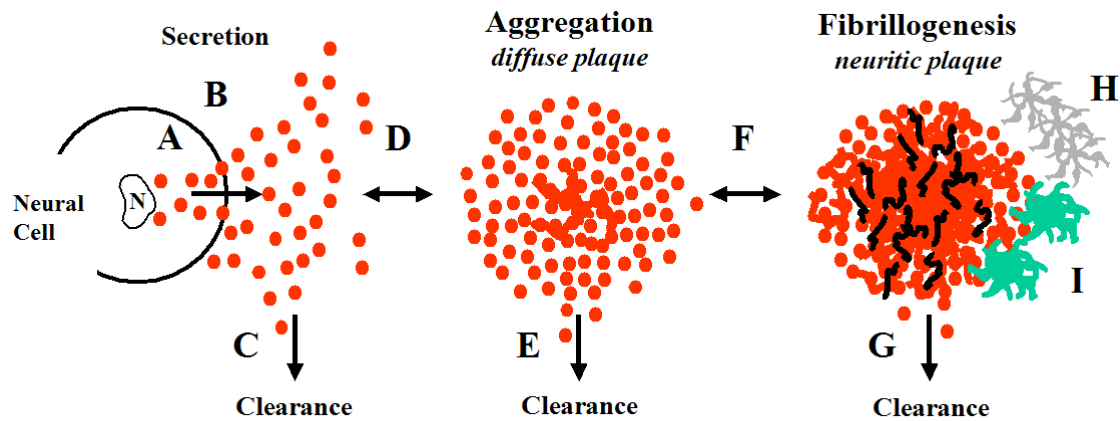 Secretion
Aggregation
diffuse plaque
Fibrillogenesis
neuritic plaque
A
B
C
D
E
F
G
H
I
N
Neural
Cell
Clearance
Clearance
Clearance